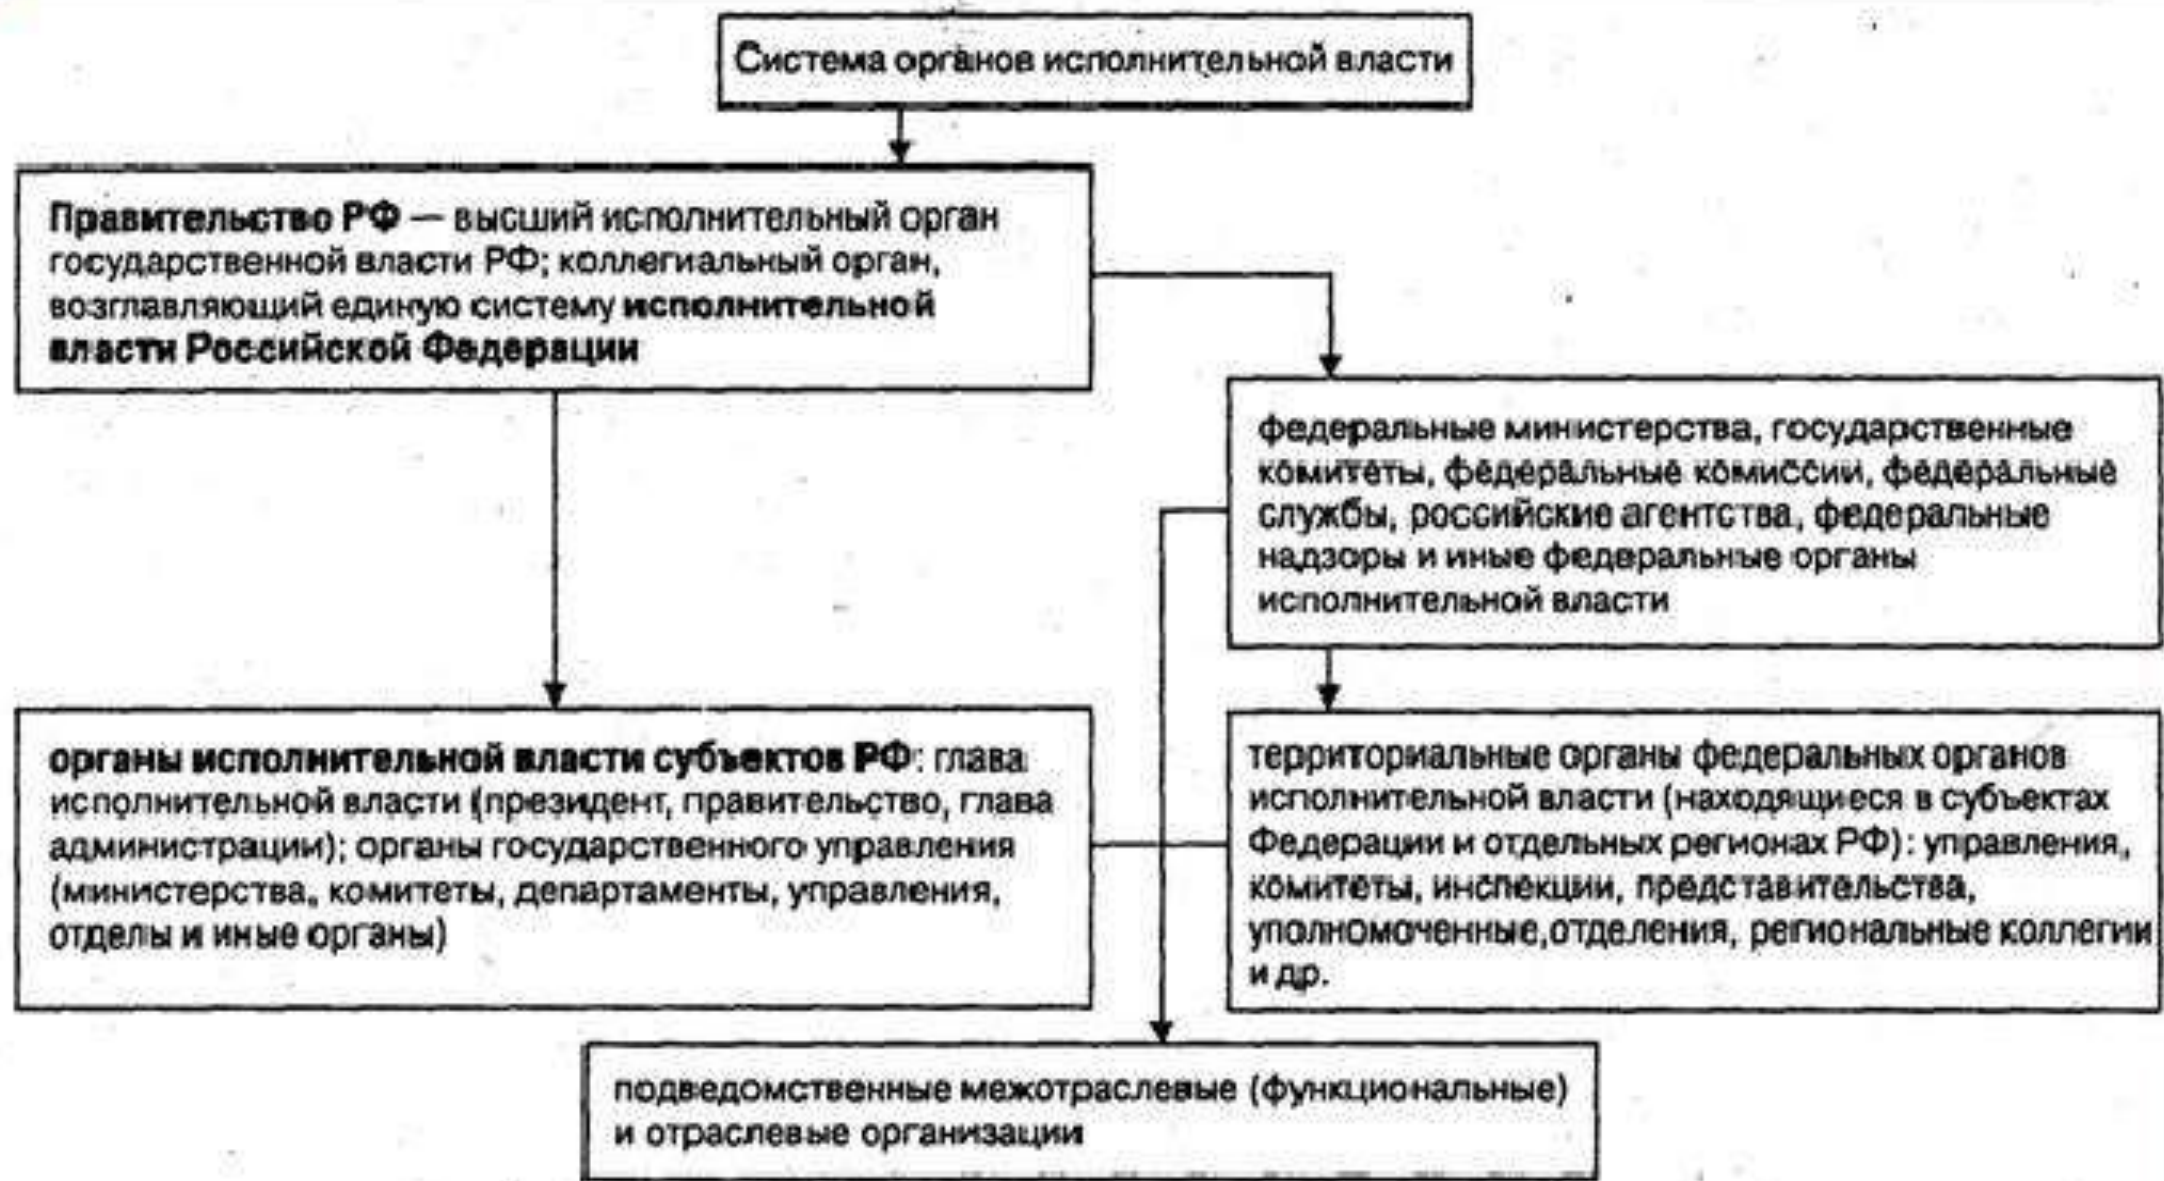 Система органов исполнительной власти
Правительство РФ — высший исполнительный орган
государственной власти РФ; коллегиальный орган,
возглавляющий единую систему исполнительной
власти Российской Федерации
федеральные министерства, государственные
комитеты, федеральные комиссии, федеральные
службы, российские агентства, федеральные
надзоры и иные федеральные органы
исполнительной власти
органы исполнительной власти субъектов РФ: глава
исполнительной власти (президент, правительство, глава
администрации); органы государственного управления
(министерства, комитеты, департаменты, управления,
отделы и иные органы)
территориальные органы федеральных органов
исполнительной власти (находящиеся в субъектах
Федерации и отдельных регионах РФ): управления,
комитеты, инспекции, представительства,
уполномоченные,отделения, региональные коллегии
и др.
подведомственные межотраслевые (функциональные)
и отраслевые организации